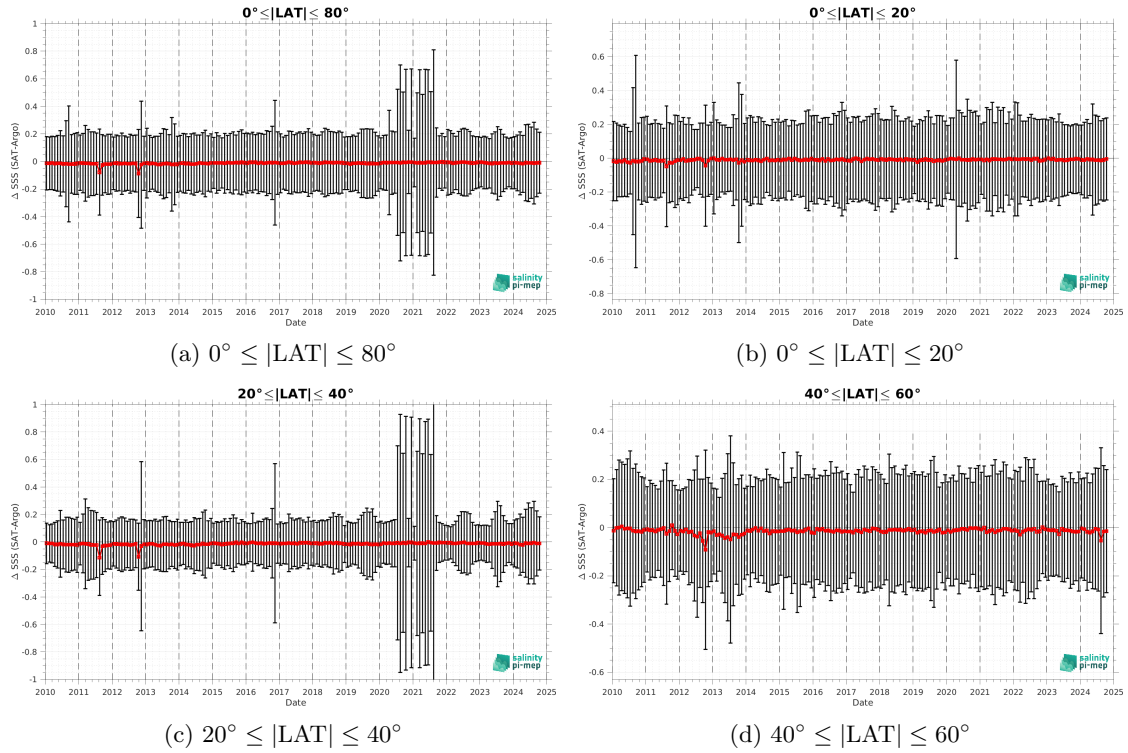 0°≤|LAT|≤ 80°
Δ SSS (SAT-Argo)
1
0.8
0.6
0.4
0.2
0
-0.2
-0.4
-0.6
-0.8
-1
2010 2011 2012 2013 2014 2015 2016 2017 2018 2019 2020 2021 2022 2023 2024 2025
Date
salinity
pi-mep
(a) 0° ≤ |LAT| ≤ 80°
0°≤|LAT|≤ 20°
Δ SSS (SAT-Argo)
0.6
0.4
0.2
0
-0.2
-0.4
-0.6
-0.8
2010 2011 2012 2013 2014 2015 2016 2017 2018 2019 2020 2021 2022 2023 2024 2025
Date
salinity
pi-mep
(b) 0° ≤ |LAT| ≤ 20°
20°≤|LAT|≤ 40°
Δ SSS (SAT-Argo)
1
0.8
0.6
0.4
0.2
0
-0.2
-0.4
-0.6
-0.8
-1
2010 2011 2012 2013 2014 2015 2016 2017 2018 2019 2020 2021 2022 2023 2024 2025
Date
salinity
pi-mep
(c) 20° ≤ |LAT| ≤ 40°
40°≤|LAT|≤ 60°
Δ SSS (SAT-Argo)
0.4
0.2
0
-0.2
-0.4
-0.6
2010 2011 2012 2013 2014 2015 2016 2017 2018 2019 2020 2021 2022 2023 2024 2025
Date
salinity
pi-mep
(d) 40° ≤ |LAT| ≤ 60°